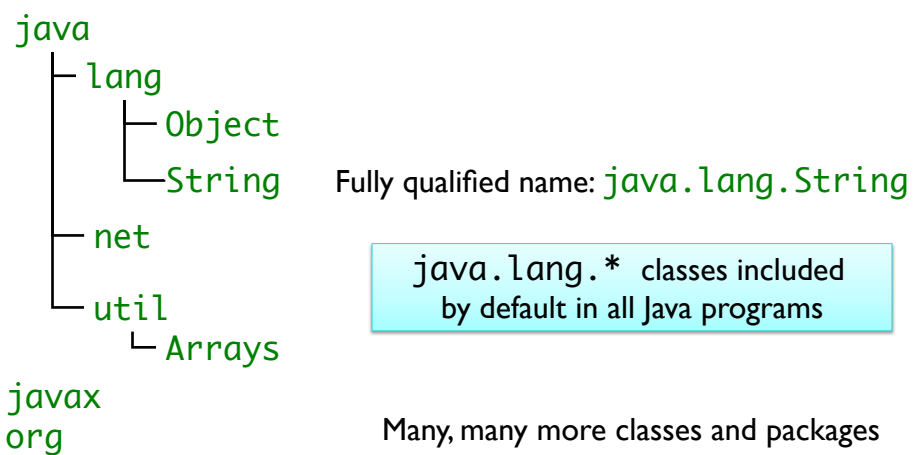 java
lang
Object
String Fully qualified name: java.lang.String
net
java.lang.* classes included
by default in all Java programs
util
Arrays
javax
org
Many, many more classes and packages